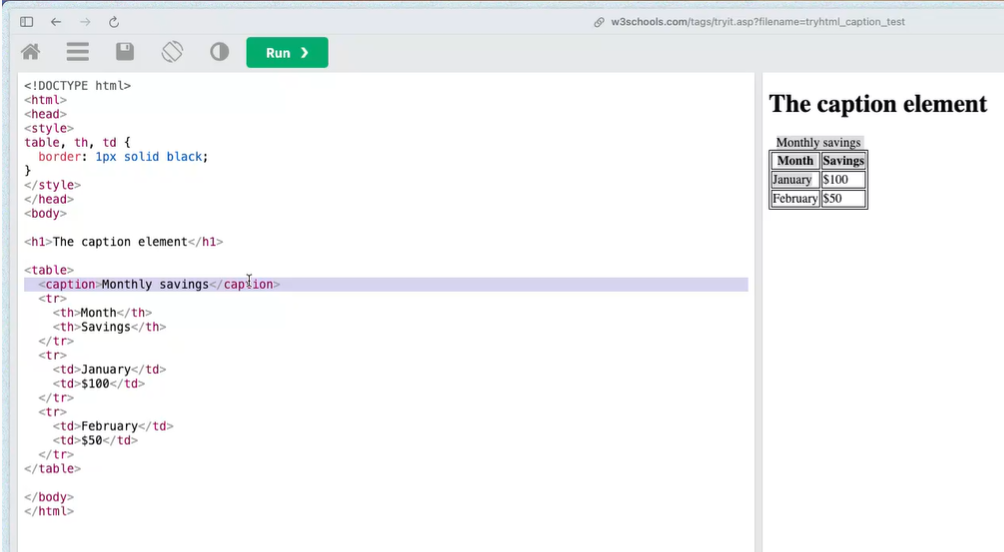 w3schools.com/tags/tryit.asp?filename=tryhtml_caption_test
Run ❯
<!DOCTYPE html>
<html>
<head>
<style>
table, th, td {
  border: 1px solid black;
}
</style>
</head>
<body>

<h1>The caption element</h1>

<table>
  <caption>Monthly savings</caption>
  <tr>
    <th>Month</th>
    <th>Savings</th>
  </tr>
  <tr>
    <td>January</td>
    <td>$100</td>
  </tr>
  <tr>
    <td>February</td>
    <td>$50</td>
  </tr>
</table>

</body>
</html>
The caption element
Monthly savings
Month Savings
January $100
February $50